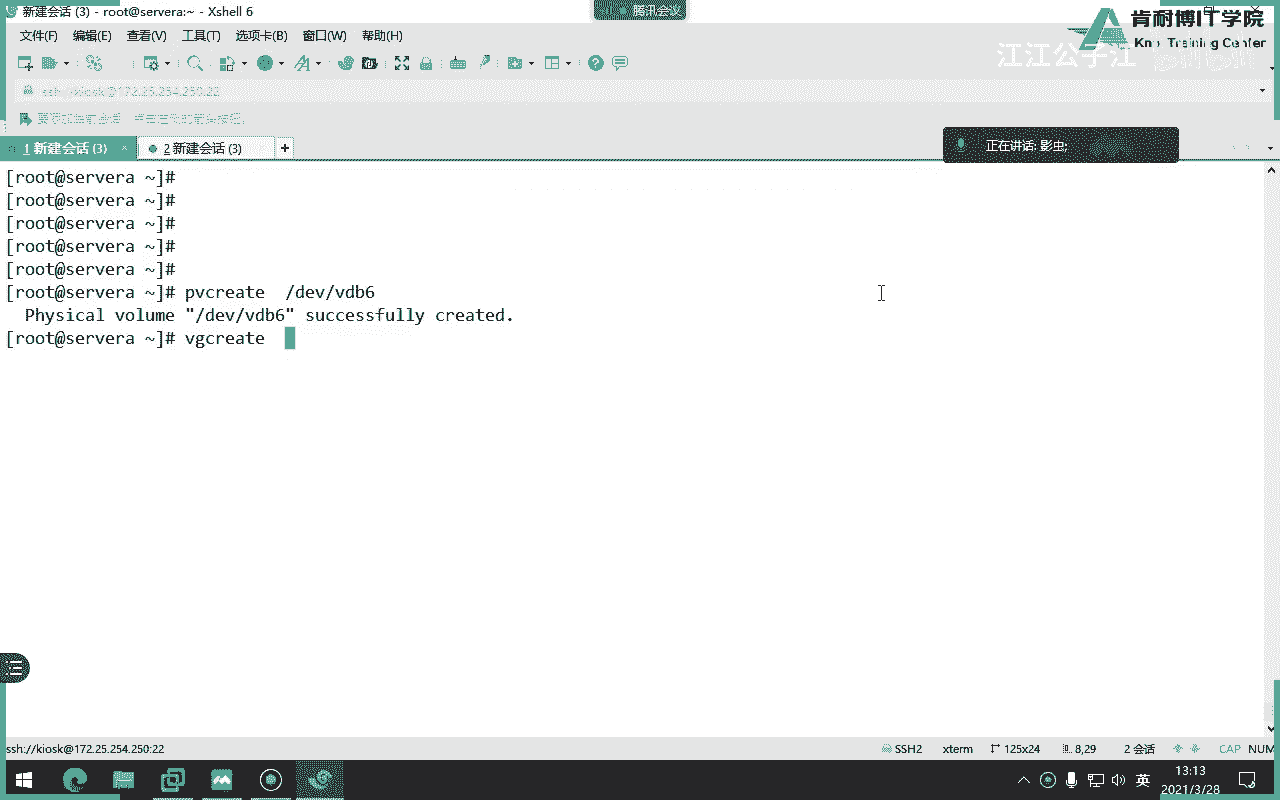 新建会话 (3) - root@servera:~ - Xshell 6
腾讯会议
肯耐博IT学院
Training Center
江江公子江
文件(F) 编辑(E) 查看(V) 工具(T) 选项卡(B) 窗口(W) 帮助(H)
ssh://kiosk@172.25.254.250:22
1 新建会话 (3) × 2 新建会话 (3) +
正在讲话: 影虫;
[root@servera ~]#
[root@servera ~]#
[root@servera ~]#
[root@servera ~]#
[root@servera ~]#
[root@servera ~]# pvcreate  /dev/vdb6
Physical volume "/dev/vdb6" successfully created.
[root@servera ~]# vgcreate
ssh://kiosk@172.25.254.250:22 SSH2 xterm 125x24 8,29 2 会话 CAP NUM
英 13:13
2021/3/28